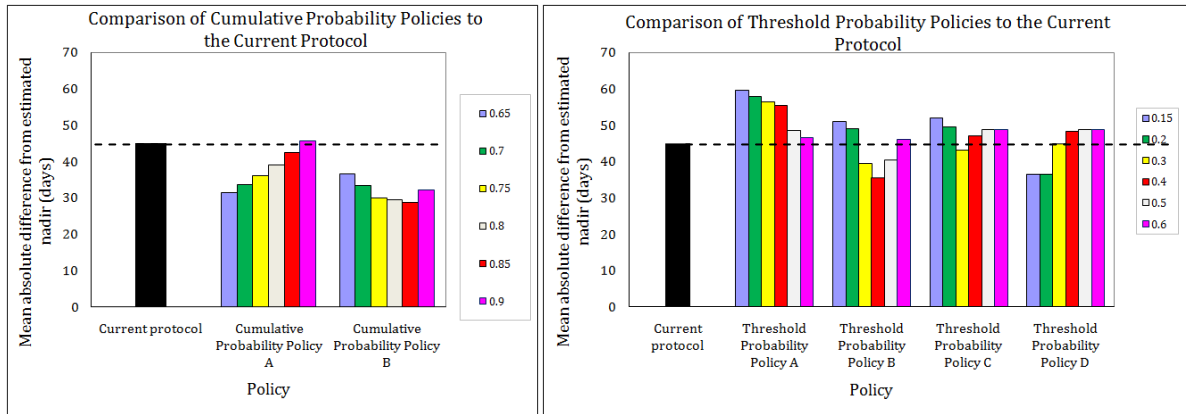 Comparison of Cumulative Probability Policies to
the Current Protocol
Mean absolute difference from estimated
nadir (days)
70
60
50
40
30
20
10
0
Current protocol
Cumulative
Probability Policy
A
Cumulative
Probability Policy
B
Policy
0.65
0.7
0.75
0.8
0.85
0.9
Comparison of Threshold Probability Policies to the Current
Protocol
Mean absolute difference from estimated
nadir (days)
70
60
50
40
30
20
10
0
Current
protocol
Threshold
Probability
Policy A
Threshold
Probability
Policy B
Threshold
Probability
Policy C
Threshold
Probability
Policy D
Policy
0.15
0.2
0.3
0.4
0.5
0.6